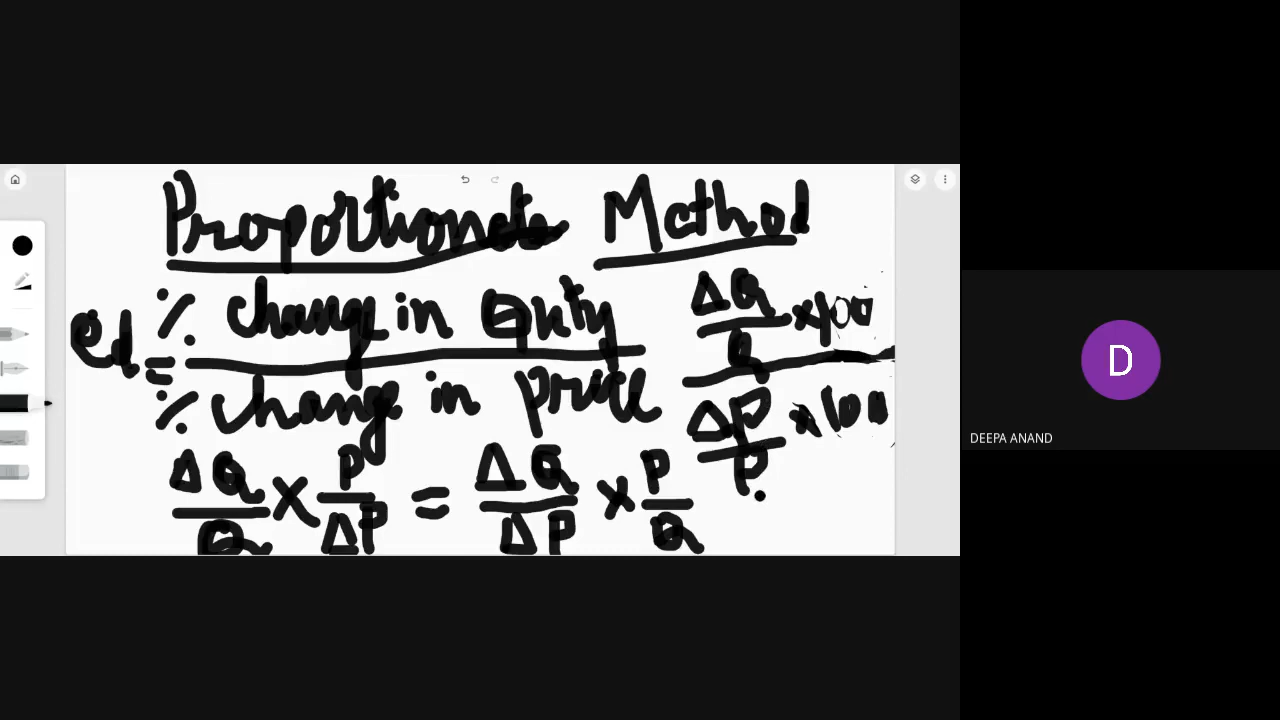 Proportionate Method
ed = % change in Qnty / % change in price
ΔQ/Q ×100 / ΔP/P ×100
ΔQ/Q × P/ΔP = ΔQ/ΔP × P/Q
D
DEEPA ANAND